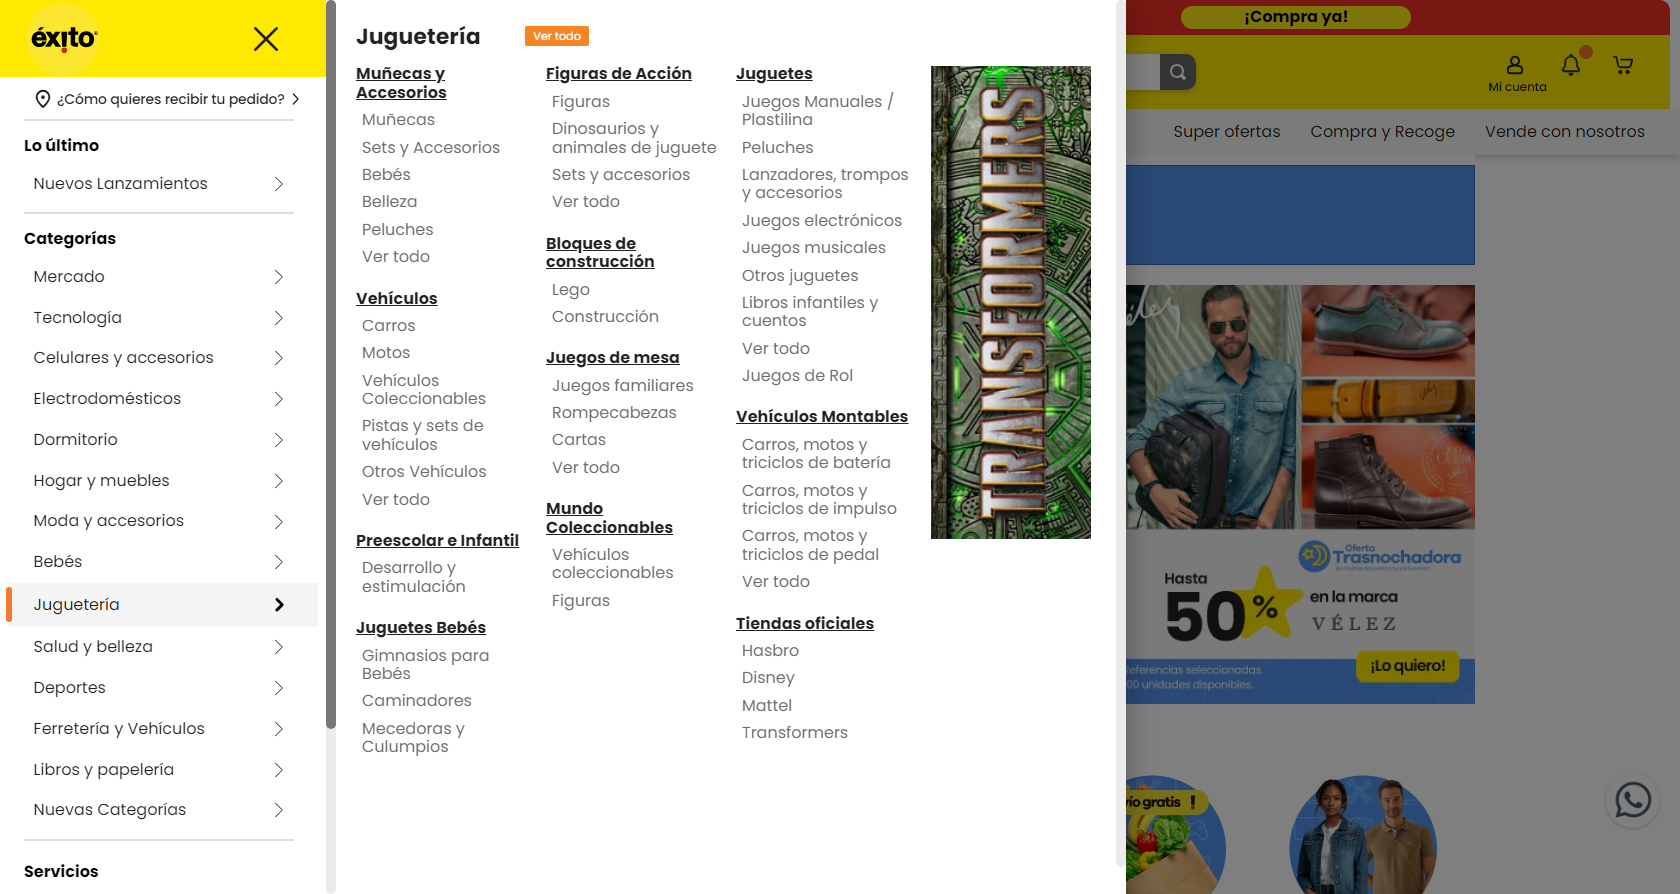 éxito
¿Cómo quieres recibir tu pedido?
Lo último
Nuevos Lanzamientos
Categorías
Mercado
Tecnología
Celulares y accesorios
Electrodomésticos
Dormitorio
Hogar y muebles
Moda y accesorios
Bebés
Juguetería
Salud y belleza
Deportes
Ferretería y Vehículos
Libros y papelería
Nuevas Categorías
Servicios
Juguetería
Ver todo
Muñecas y
Accesorios
Muñecas
Sets y Accesorios
Bebés
Belleza
Peluches
Ver todo
Vehículos
Carros
Motos
Vehículos
Coleccionables
Pistas y sets de
vehículos
Otros Vehículos
Ver todo
Preescolar e Infantil
Desarrollo y
estimulación
Juguetes Bebés
Gimnasios para
Bebés
Caminadores
Mecedoras y
Culumpios
Figuras de Acción
Figuras
Dinosaurios y
animales de juguete
Sets y accesorios
Ver todo
Bloques de
construcción
Lego
Construcción
Juegos de mesa
Juegos familiares
Rompecabezas
Cartas
Ver todo
Mundo
Coleccionables
Vehículos
coleccionables
Figuras
Juguetes
Juegos Manuales /
Plastilina
Peluches
Lanzadores, trompos
y accesorios
Juegos electrónicos
Juegos musicales
Otros juguetes
Libros infantiles y
cuentos
Ver todo
Juegos de Rol
Vehículos Montables
Carros, motos y
triciclos de batería
Carros, motos y
triciclos de impulso
Carros, motos y
triciclos de pedal
Ver todo
Tiendas oficiales
Hasbro
Disney
Mattel
Transformers
TRANSFORMERS
¡Compra ya!
Mi cuenta
Super ofertas
Compra y Recoge
Vende con nosotros
Oferta
Trasnochadora
Hasta
50%
en la marca
VÉLEZ
¡Lo quiero!
eferencias seleccionadas.
00 unidades disponibles.
ío gratis !